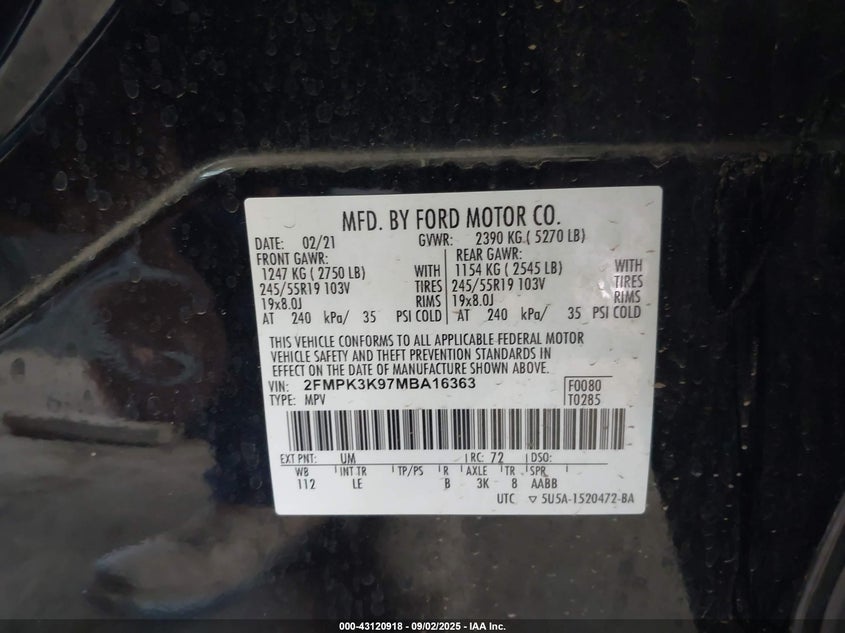 MFD. BY FORD MOTOR CO.
DATE: 02/21 GVWR: 2390 KG ( 5270 LB)
FRONT GAWR: REAR GAWR:
1247 KG ( 2750 LB) WITH 1154 KG ( 2545 LB) WITH
245/55R19 103V TIRES 245/55R19 103V TIRES
19x8.0J RIMS 19x8.0J RIMS
AT 240 kPa/ 35 PSI COLD AT 240 kPa/ 35 PSI COLD
THIS VEHICLE CONFORMS TO ALL APPLICABLE FEDERAL MOTOR
VEHICLE SAFETY AND THEFT PREVENTION STANDARDS IN
EFFECT ON THE DATE OF MANUFACTURE SHOWN ABOVE.
VIN: 2FMPK3K97MBA16363 F0080
TYPE: MPV T0285
EXT PNT: UM RC: 72 DSO:
WB INT TR TP/PS R AXLE TR SPR
112 LE B 3K 8 AABB
UTC ▽ 5U5A-1520472-BA
000-43120918 - 09/02/2025 - IAA Inc.